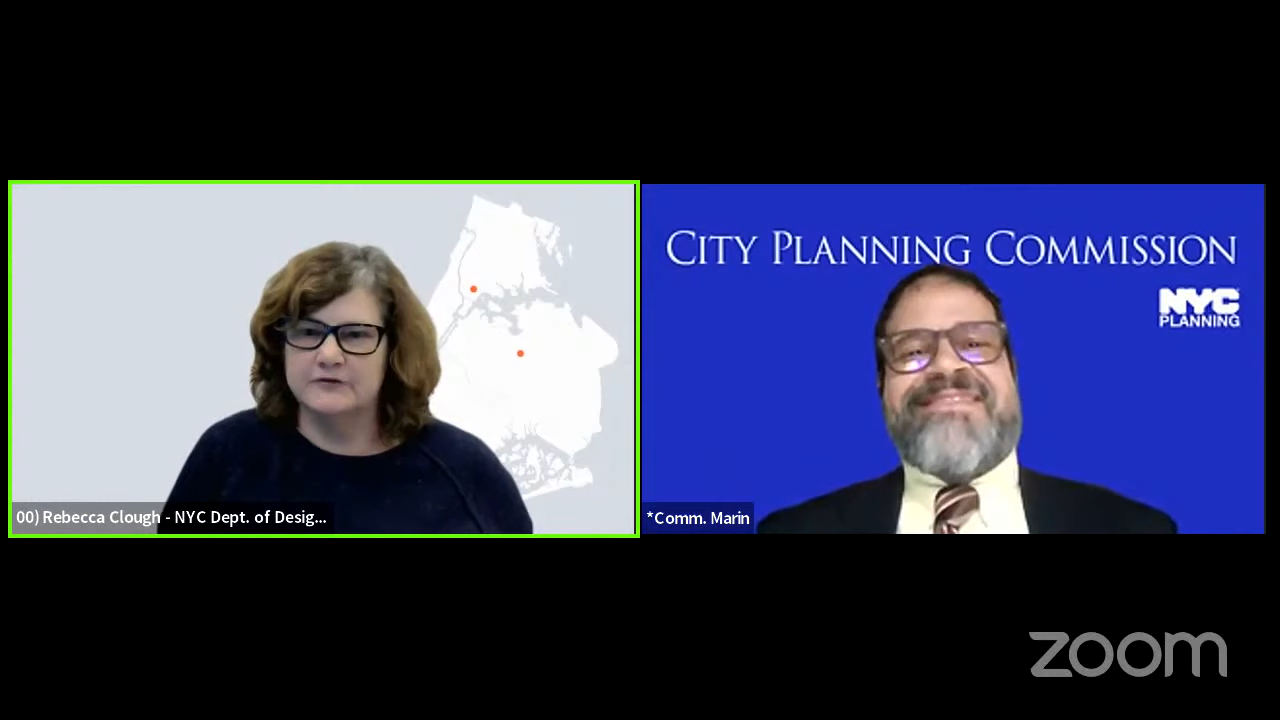 CITY PLANNING COMMISSION
NYC
PLANNING
00) Rebecca Clough - NYC Dept. of Desig...
*Comm. Marin
zoom